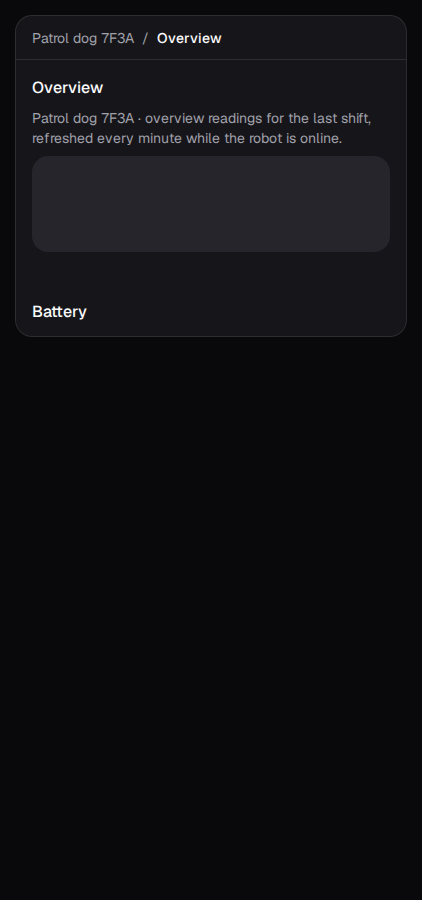 Patrol dog 7F3A / Overview
Overview
Patrol dog 7F3A · overview readings for the last shift,
refreshed every minute while the robot is online.
Battery